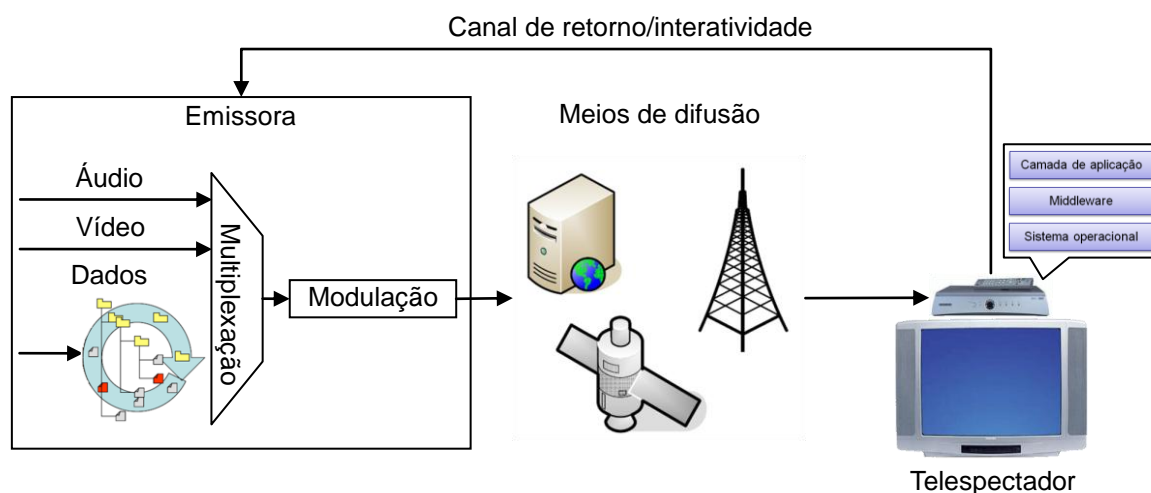 Canal de retorno/interatividade
Emissora
Meios de difusão
Áudio
Vídeo
Dados
Multiplexação
Modulação
Camada de aplicação
Middleware
Sistema operacional
Telespectador